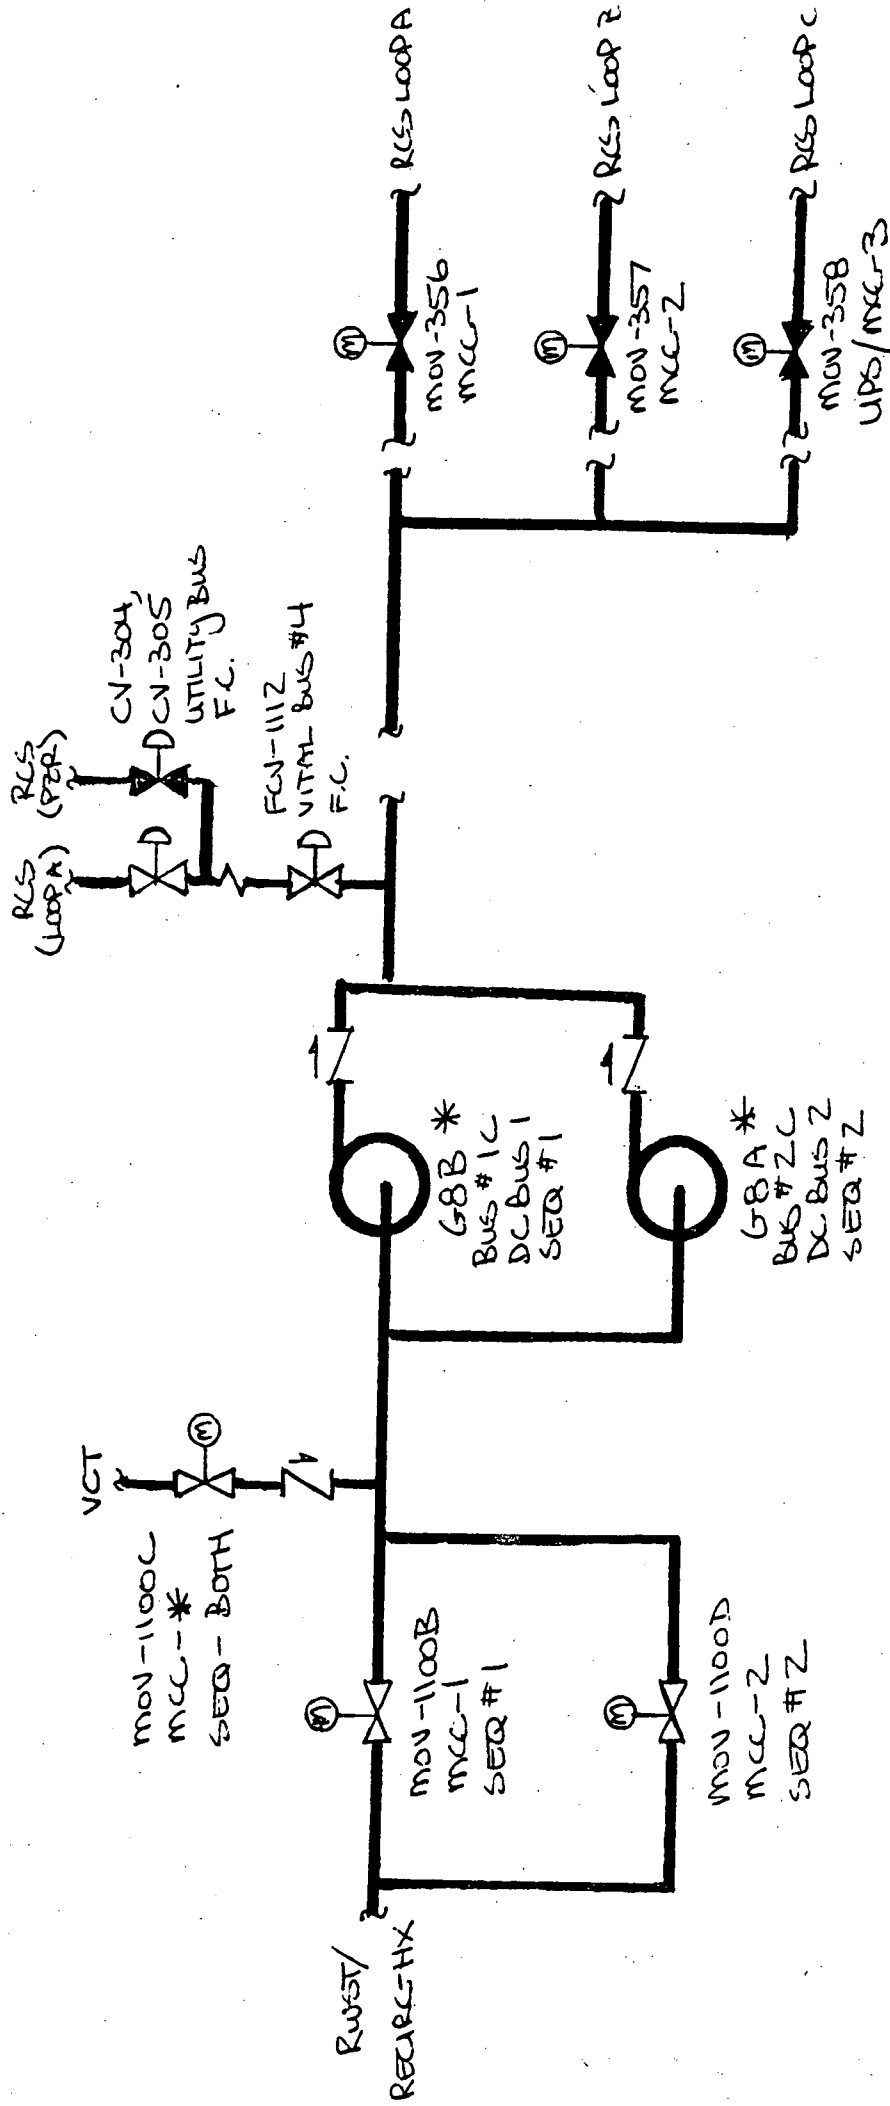 RWST/
RECIRC-HX
MOV-1100C
MCC-*
SEQ-BOTH
VCT
M
M
MOV-1100B
MCC-1
SEQ #1
M
MOV-1100D
MCC-2
SEQ #2
G8B *
BUS #1C
DC BUS 1
SEQ #1
G8A *
BUS #2C
DC BUS 2
SEQ #2
RCS
(LOOP A)
RCS
(PZR)
CV-304,
CV-305
UTILITY BUS
F.C.
FCV-1112
VITAL BUS #4
F.C.
M
MOV-356
MCC-1
RCS LOOP A
M
MOV-357
MCC-2
RCS LOOP
M
MOV-358
UPS/MCC-3
RCS LOOP C